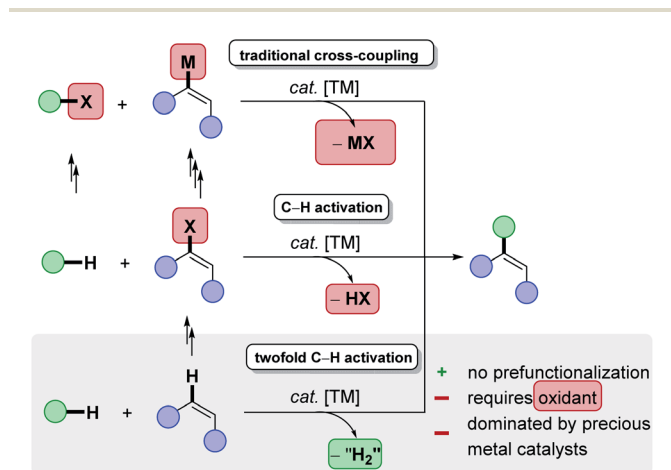 traditional cross-coupling
M
X
+
cat. [TM]
– MX
C–H activation
X
H
+
cat. [TM]
– HX
twofold C–H activation
H
H
+
cat. [TM]
– "H₂"
+ no prefunctionalization
– requires oxidant
– dominated by precious
metal catalysts